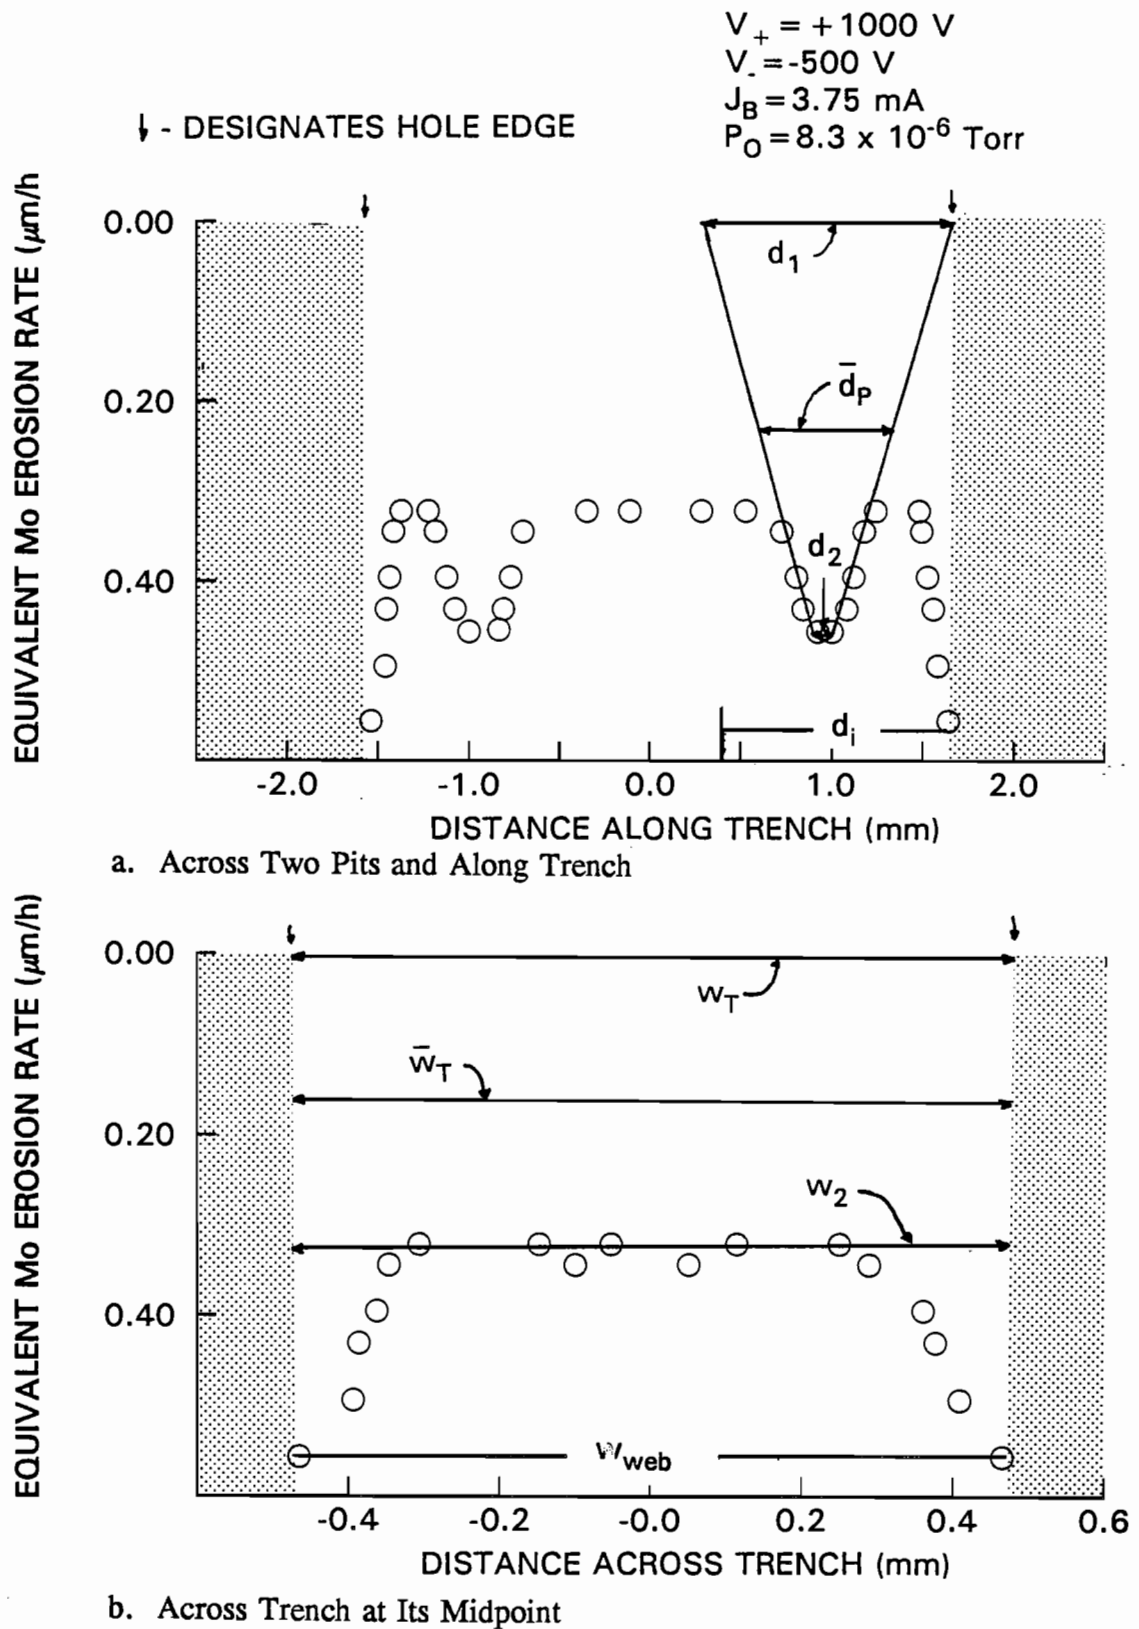 V+ = +1000 V
V- = -500 V
JB = 3.75 mA
PO = 8.3 x 10-6 Torr
↓ - DESIGNATES HOLE EDGE
EQUIVALENT Mo EROSION RATE (μm/h
0.00
0.20
0.40
d1
d̄P
d2
di
-2.0 -1.0 0.0 1.0 2.0
DISTANCE ALONG TRENCH (mm)
a. Across Two Pits and Along Trench
EQUIVALENT Mo EROSION RATE (μm/h)
0.00
0.20
0.40
wT
w̄T
w2
wweb
-0.4 -0.2 -0.0 0.2 0.4 0.6
DISTANCE ACROSS TRENCH (mm)
b. Across Trench at Its Midpoint